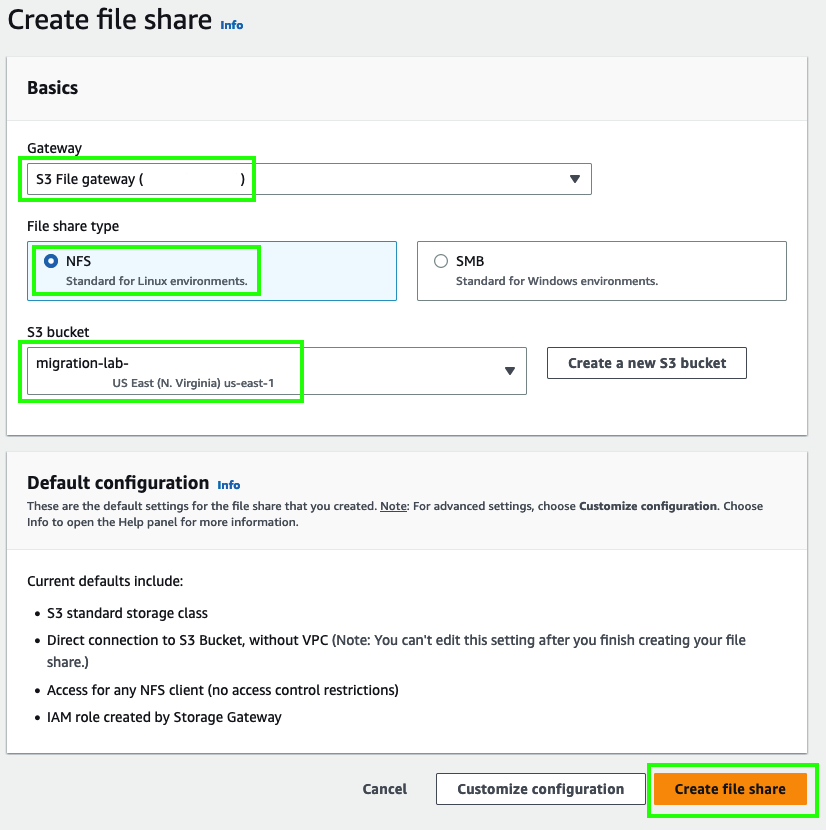 Create file share Info
Basics
Gateway
S3 File gateway ( )
File share type
NFS
Standard for Linux environments.
SMB
Standard for Windows environments.
S3 bucket
migration-lab-
US East (N. Virginia) us-east-1
Create a new S3 bucket
Default configuration Info
These are the default settings for the file share that you created. Note: For advanced settings, choose Customize configuration. Choose
Info to open the Help panel for more information.
Current defaults include:
• S3 standard storage class
• Direct connection to S3 Bucket, without VPC (Note: You can't edit this setting after you finish creating your file
share.)
• Access for any NFS client (no access control restrictions)
• IAM role created by Storage Gateway
Cancel
Customize configuration
Create file share